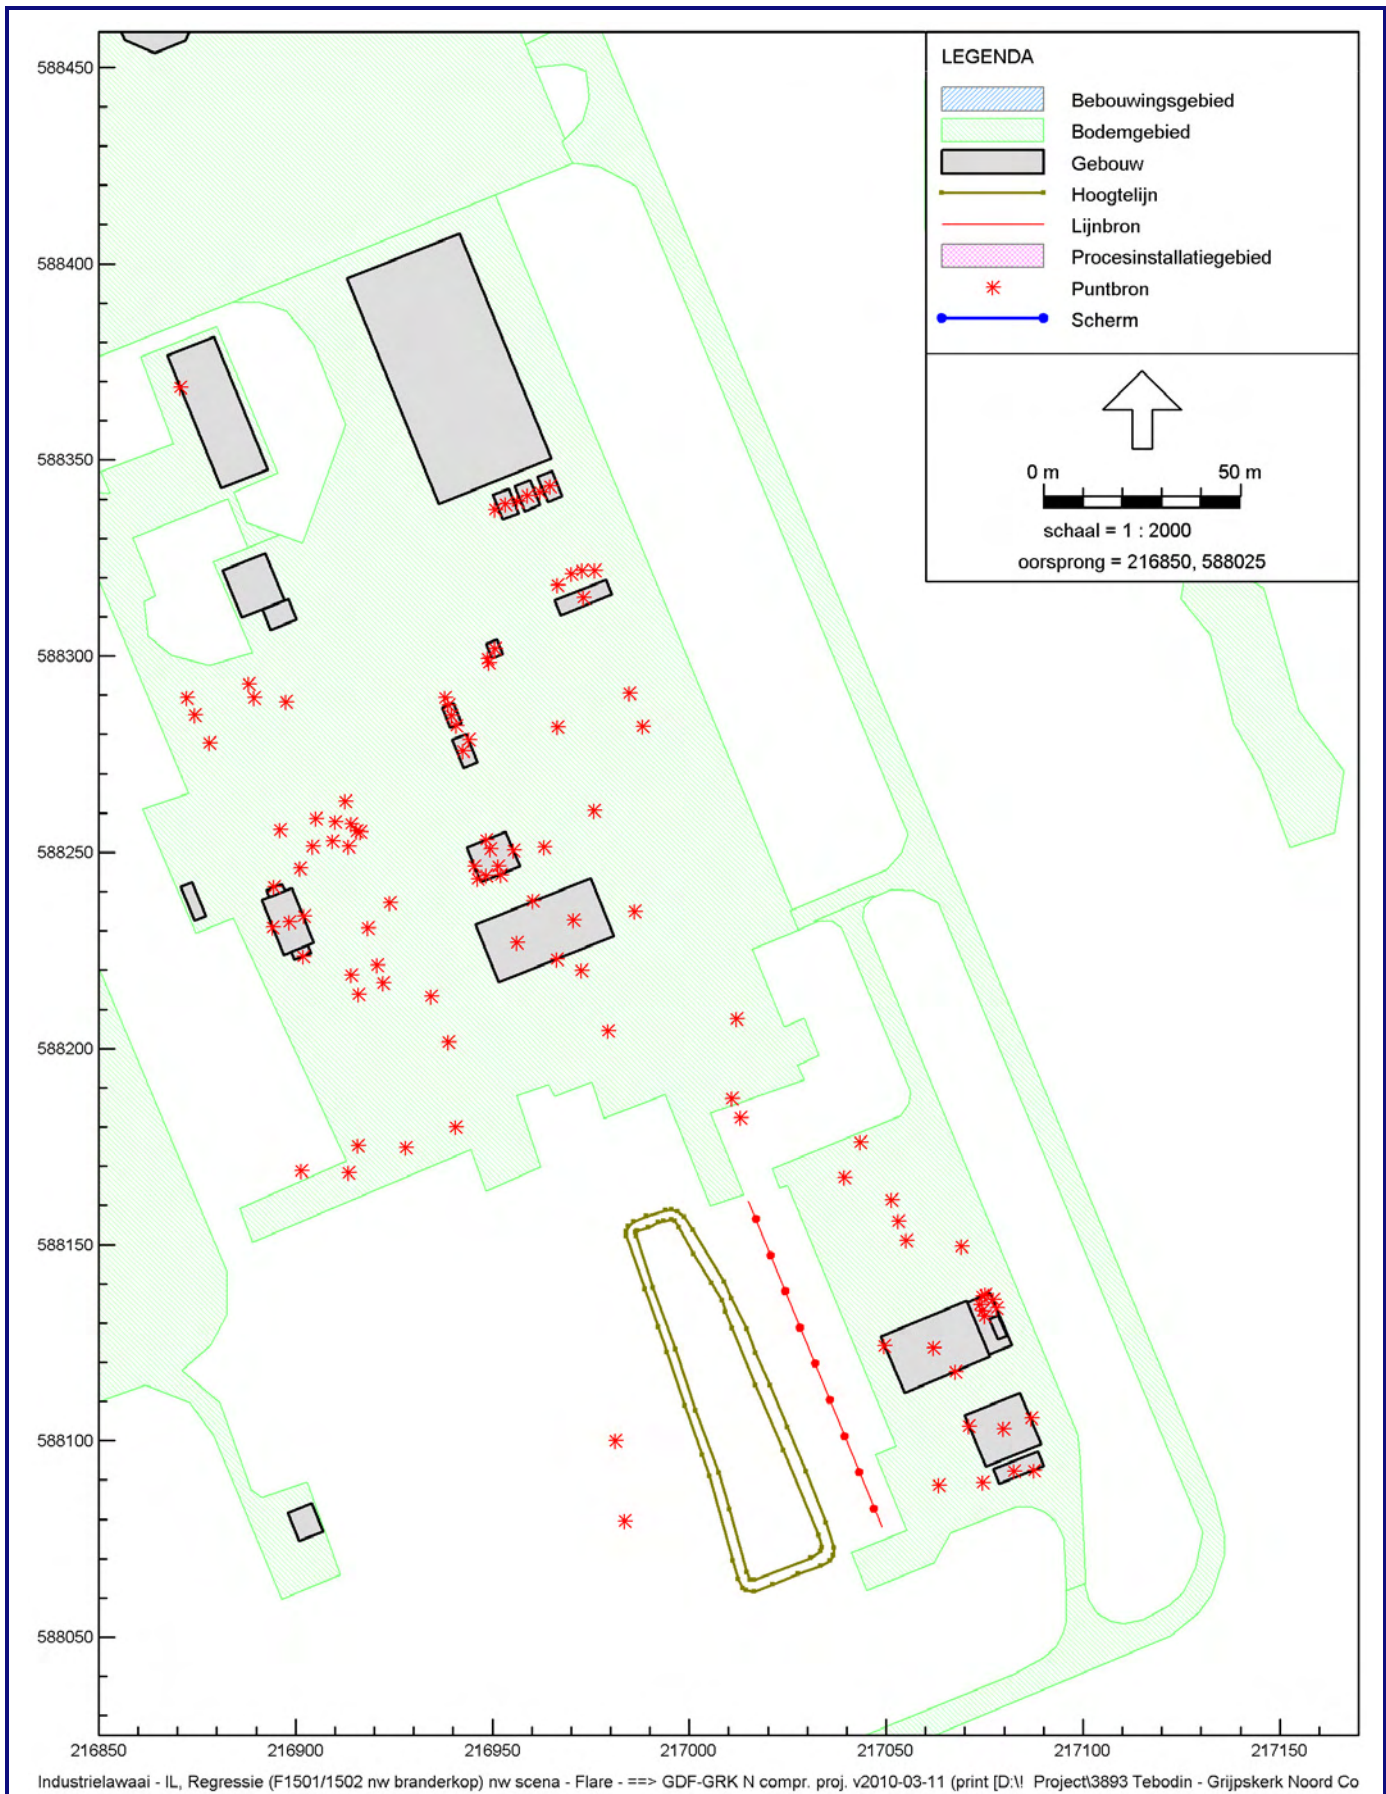 588450
588400
588350
588300
588250
588200
588150
588100
588050
216850
216900
216950
217000
217050
217100
217150
LEGENDA
Bebouwingsgebied
Bodemgebied
Gebouw
Hoogtelijn
Lijnbron
Procesinstallatiegebied
Puntbron
Scherm
0 m
50 m
schaal = 1 : 2000
oorsprong = 216850, 588025
Industrielawaai - IL, Regressie (F1501/1502 nw branderkop) nw scena - Flare - ==> GDF-GRK N compr. proj. v2010-03-11 (print [D:\! Project\3893 Tebodin - Grijpskerk Noord Co